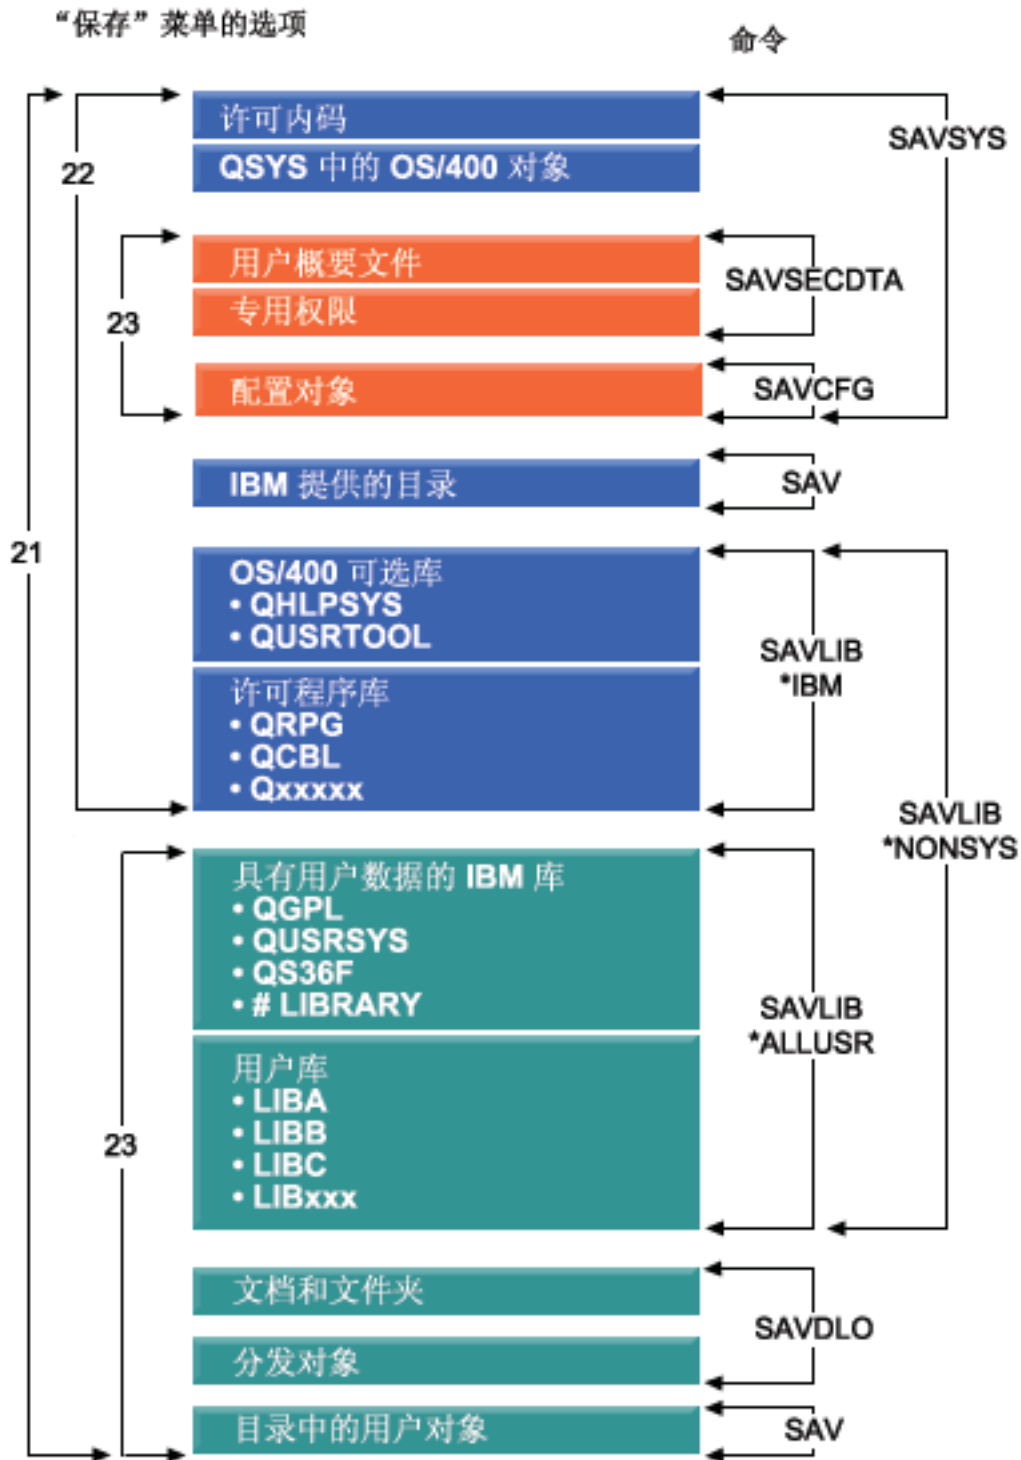 “保存”菜单的选项
命令
许可内码
QSYS 中的 OS/400 对象
SAVSYS
22
用户概要文件
专用权限
SAVSECDTA
23
配置对象
SAVCFG
IBM 提供的目录
SAV
21
OS/400 可选库
• QHLPSYS
• QUSRTOOL
许可程序库
• QRPG
• QCBL
• Qxxxxx
SAVLIB
*IBM
SAVLIB
*NONSYS
具有用户数据的 IBM 库
• QGPL
• QUSRSYS
• QS36F
• # LIBRARY
用户库
• LIBA
• LIBB
• LIBC
• LIBxxx
SAVLIB
*ALLUSR
23
文档和文件夹
分发对象
SAVDLO
目录中的用户对象
SAV